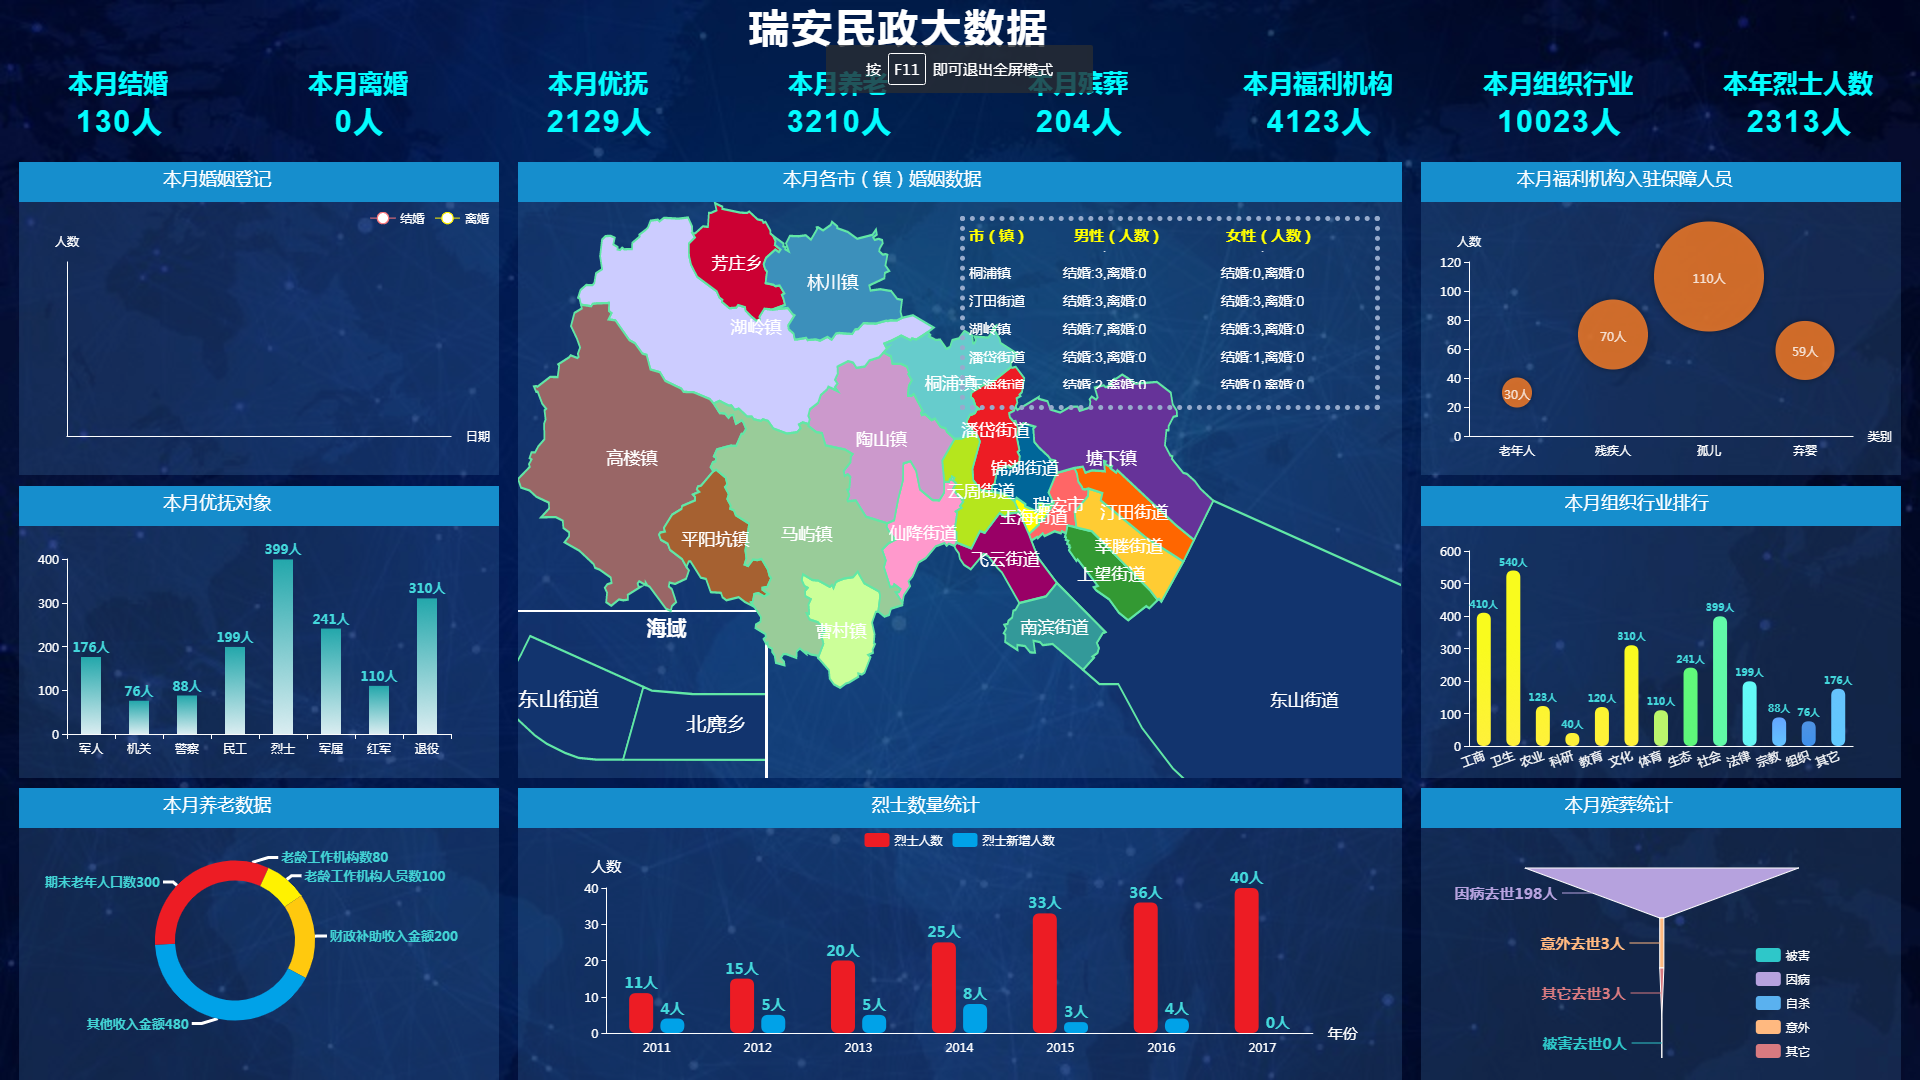 瑞安民政大数据
按 F11 即可退出全屏模式
本月结婚
130人
本月离婚
0人
本月优抚
2129人
本月养老
3210人
本月殡葬
204人
本月福利机构
4123人
本月组织行业
10023人
本年烈士人数
2313人
本月婚姻登记
结婚 离婚
人数
日期
本月优抚对象
400
300
200
100
0
176人 76人 88人 199人 399人 241人 110人 310人
军人 机关 警察 民工 烈士 军属 红军 退役
本月养老数据
老龄工作机构数80
老龄工作机构人员数100
期末老年人口数300
财政补助收入金额200
其他收入金额480
本月各市（镇）婚姻数据
市（镇） 男性（人数） 女性（人数）
桐浦镇 结婚:3,离婚:0 结婚:0,离婚:0
汀田街道 结婚:3,离婚:0 结婚:3,离婚:0
湖岭镇 结婚:7,离婚:0 结婚:3,离婚:0
潘岱街道 结婚:3,离婚:0 结婚:1,离婚:0
玉海街道 结婚:2,离婚:0 结婚:0,离婚:0
芳庄乡
林川镇
湖岭镇
桐浦镇
潘岱街道
陶山镇
高楼镇
锦湖街道
塘下镇
云周街道
瑞安市
玉海街道
汀田街道
仙降街道
马屿镇
平阳坑镇
莘塍街道
飞云街道
上望街道
曹村镇
南滨街道
海域
东山街道
北麂乡
东山街道
烈士数量统计
烈士人数 烈士新增人数
人数
40
30
20
10
0
11人 4人 15人 5人 20人 5人 25人 8人 33人 3人 36人 4人 40人 0人
2011 2012 2013 2014 2015 2016 2017
年份
本月福利机构入驻保障人员
人数
120
100
80
60
40
20
0
30人 70人 110人 59人
老年人 残疾人 孤儿 弃婴
类别
本月组织行业排行
600
500
400
300
200
100
0
410人 540人 123人 40人 120人 310人 110人 241人 399人 199人 88人 76人 176人
工商 卫生 农业 科研 教育 文化 体育 生态 社会 法律 宗教 组织 其它
本月殡葬统计
因病去世198人
意外去世3人
其它去世3人
被害去世0人
被害
因病
自杀
意外
其它